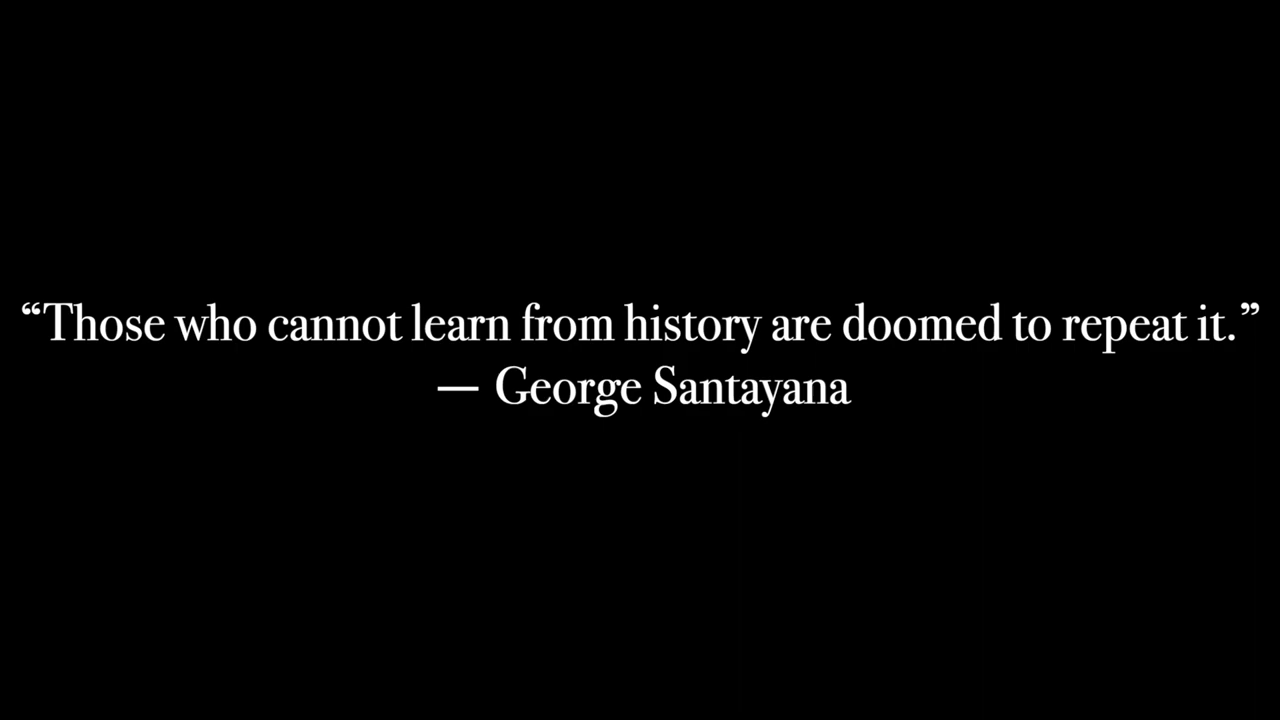 “Those who cannot learn from history are doomed to repeat it.”
— George Santayana